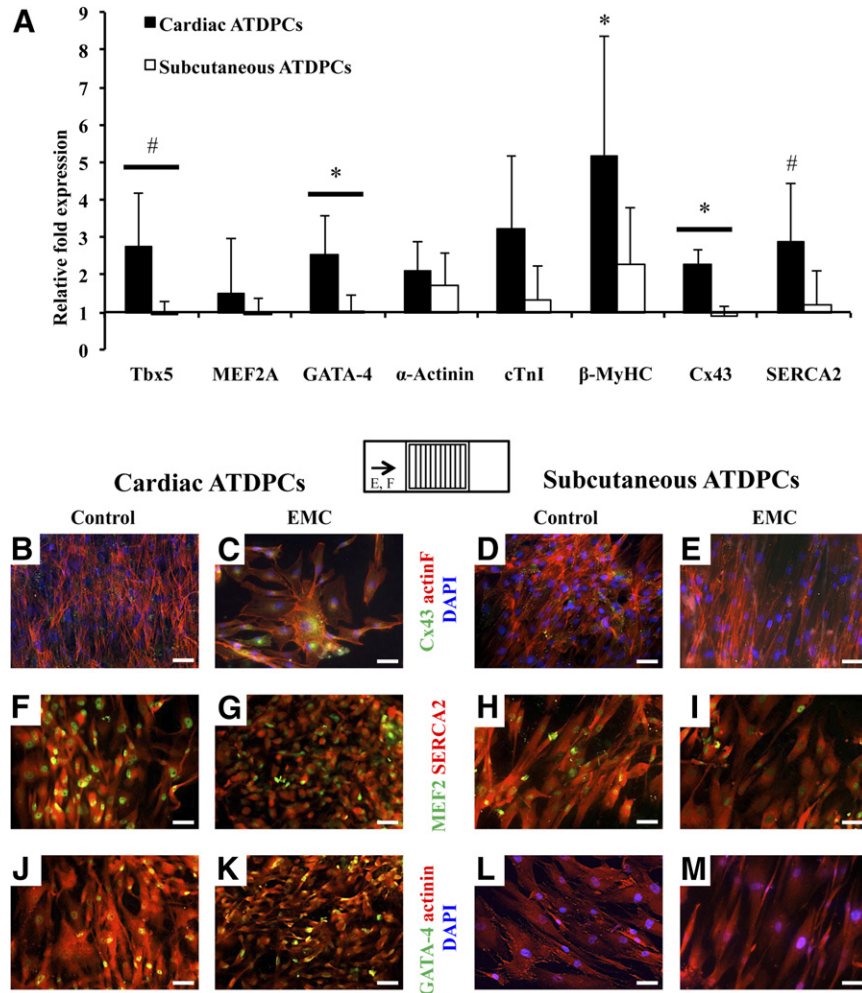 A
9
8
7
6
5
4
3
2
1
0
Relative fold expression
Cardiac ATDPCs
Subcutaneous ATDPCs
#
*
*
*
#
Tbx5 MEF2A GATA-4 α-Actinin cTnI β-MyHC Cx43 SERCA2
E, F
Cardiac ATDPCs Subcutaneous ATDPCs
Control EMC Control EMC
B C D E
Cx43 actinF
DAPI
F G H I
MEF2 SERCA2
J K L M
GATA-4 actinin
DAPI